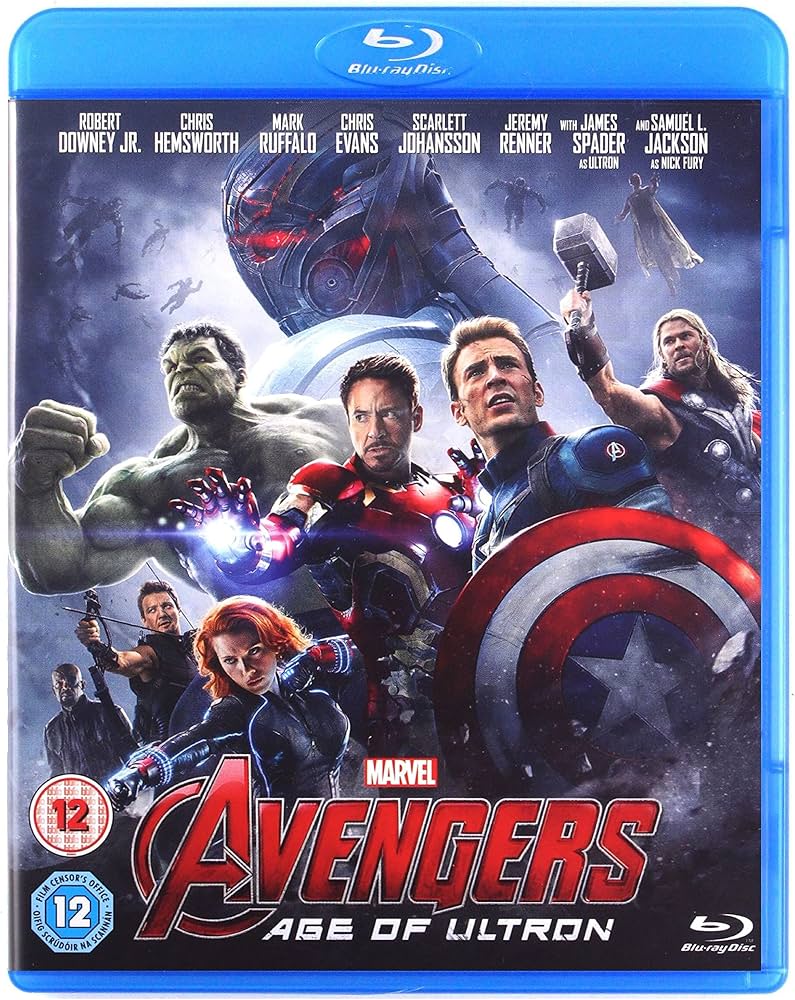 Blu-ray Disc
ROBERT
DOWNEY JR.
CHRIS
HEMSWORTH
MARK
RUFFALO
CHRIS
EVANS
SCARLETT
JOHANSSON
JEREMY
RENNER
WITH JAMES
SPADER
AS ULTRON
AND SAMUEL L.
JACKSON
AS NICK FURY
MARVEL
AVENGERS
AGE OF ULTRON
12
FILM CENSOR'S OFFICE
12
OIFIG SCRÚDÓIR NA SCANNÁN
Blu-ray Disc
TM